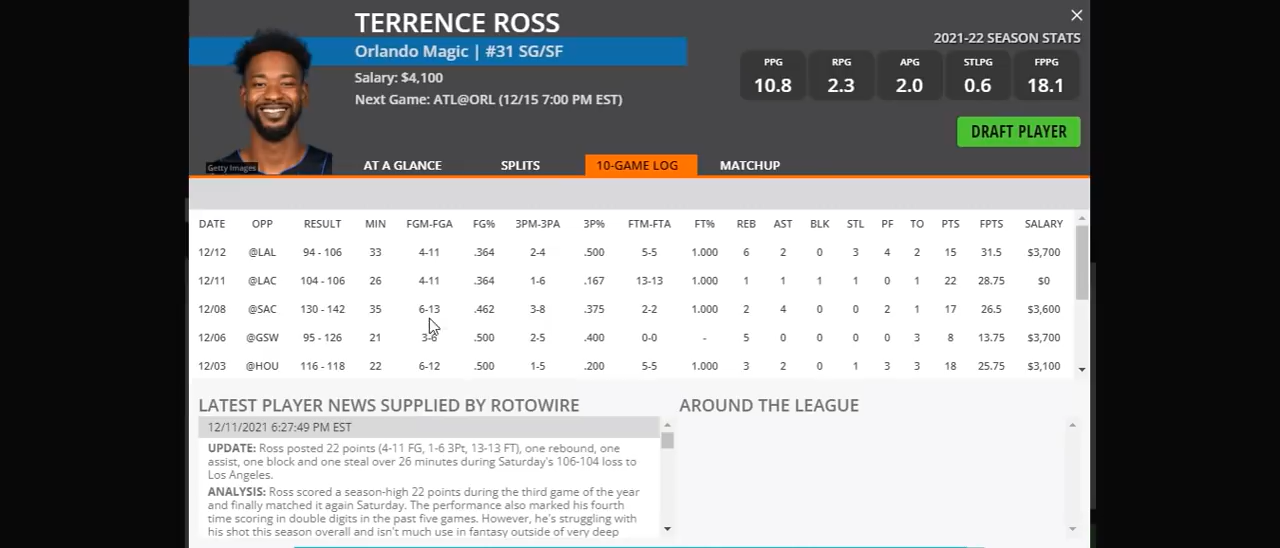 TERRENCE ROSS
Orlando Magic | #31 SG/SF
Salary: $4,100
Next Game: ATL@ORL (12/15 7:00 PM EST)
2021-22 SEASON STATS
PPG RPG APG STLPG FPPG
10.8 2.3 2.0 0.6 18.1
DRAFT PLAYER
Getty Images
AT A GLANCE SPLITS 10-GAME LOG MATCHUP
DATE OPP RESULT MIN FGM-FGA FG% 3PM-3PA 3P% FTM-FTA FT% REB AST BLK STL PF TO PTS FPTS SALARY
12/12 @LAL 94 - 106 33 4-11 .364 2-4 .500 5-5 1.000 6 2 0 3 4 2 15 31.5 $3,700
12/11 @LAC 104 - 106 26 4-11 .364 1-6 .167 13-13 1.000 1 1 1 1 0 1 22 28.75 $0
12/08 @SAC 130 - 142 35 6-13 .462 3-8 .375 2-2 1.000 2 4 0 0 2 1 17 26.5 $3,600
12/06 @GSW 95 - 126 21 3-6 .500 2-5 .400 0-0 - 5 0 0 0 0 3 8 13.75 $3,700
12/03 @HOU 116 - 118 22 6-12 .500 1-5 .200 5-5 1.000 3 2 0 1 3 3 18 25.75 $3,100
LATEST PLAYER NEWS SUPPLIED BY ROTOWIRE
12/11/2021 6:27:49 PM EST
UPDATE: Ross posted 22 points (4-11 FG, 1-6 3Pt, 13-13 FT), one rebound, one
assist, one block and one steal over 26 minutes during Saturday's 106-104 loss to
Los Angeles.
ANALYSIS: Ross scored a season-high 22 points during the third game of the year
and finally matched it again Saturday. The performance also marked his fourth
time scoring in double digits in the past five games. However, he's struggling with
his shot this season overall and isn't much use in fantasy outside of very deep
AROUND THE LEAGUE